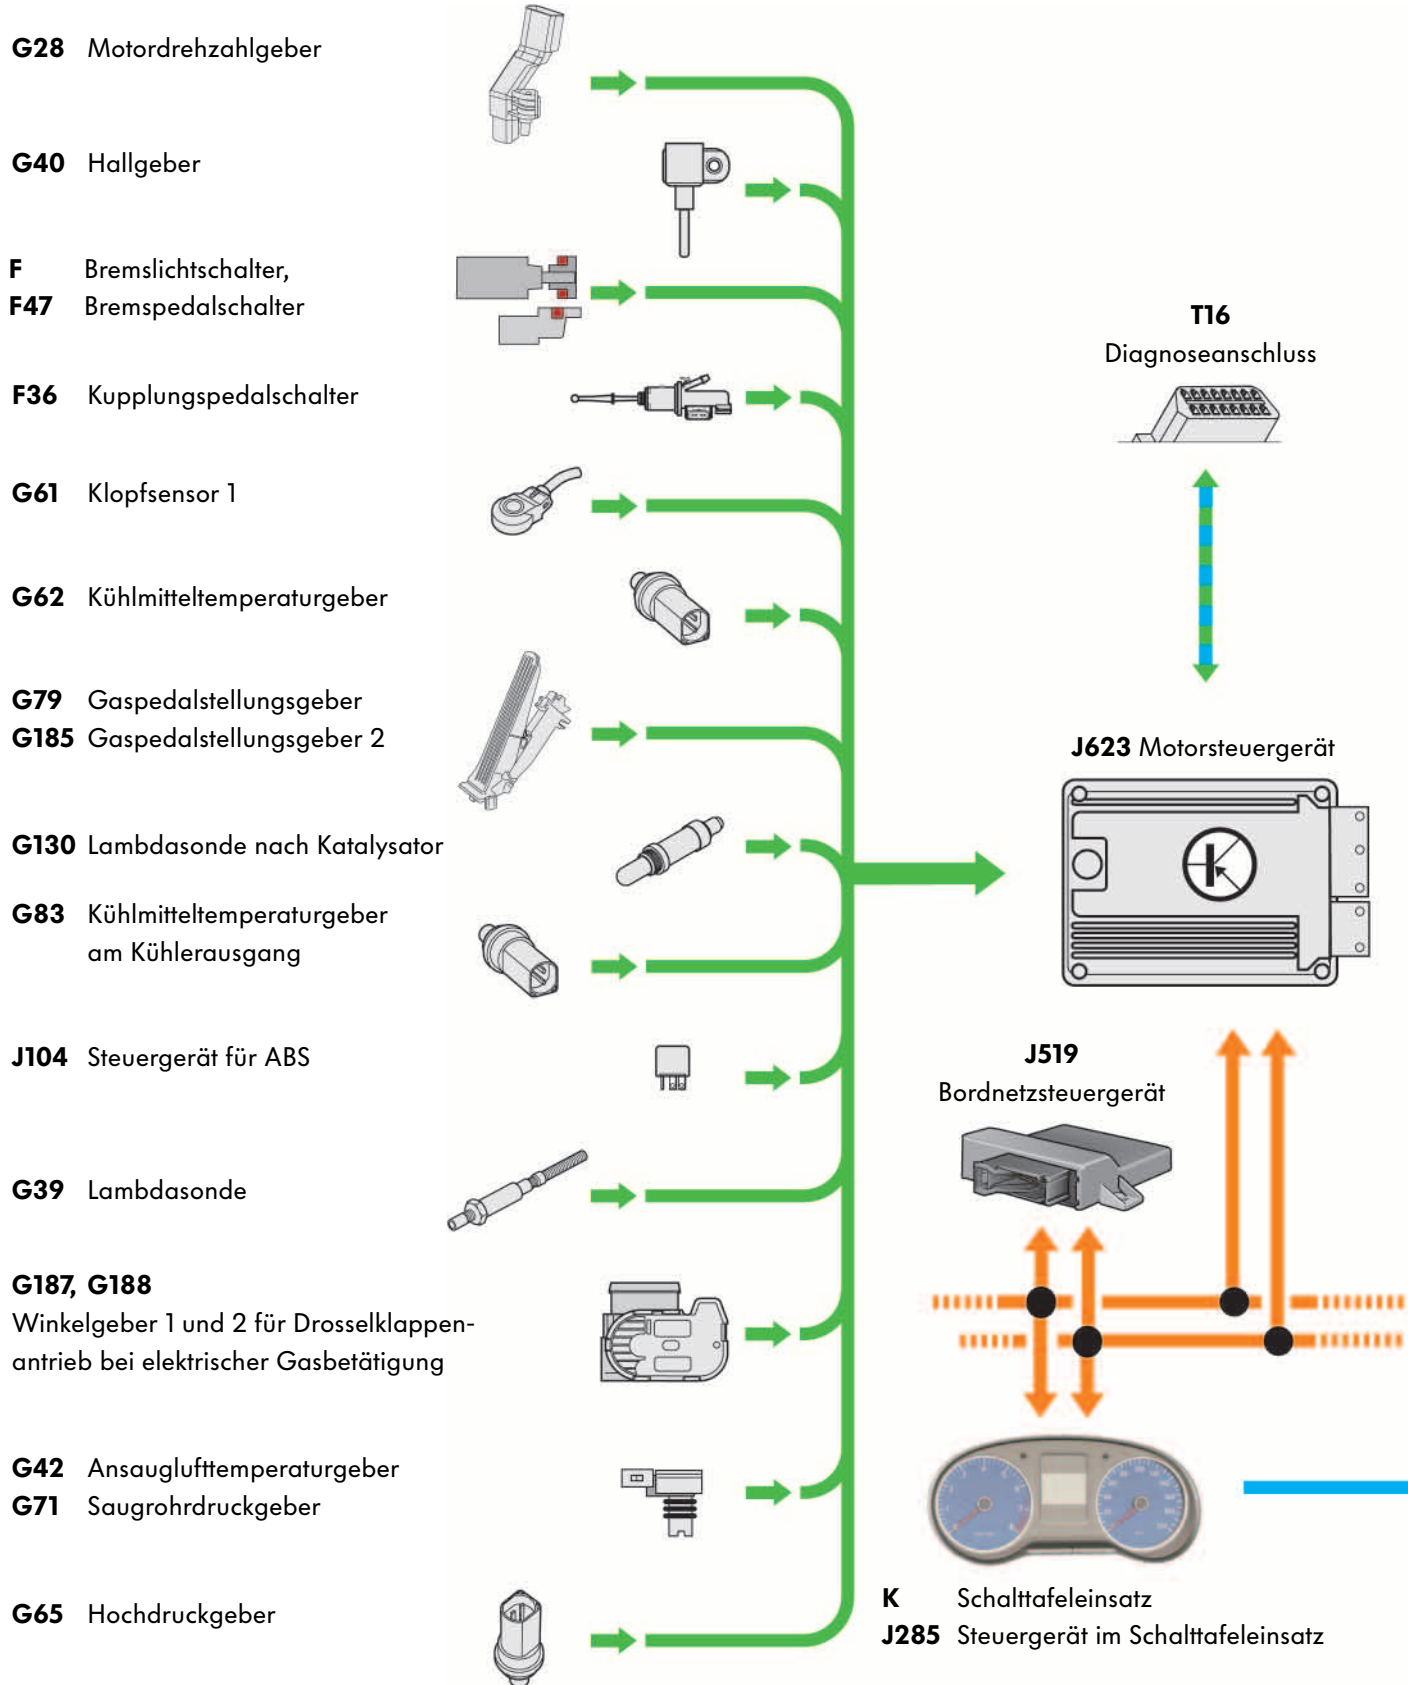 G28 Motordrehzahlgeber
G40 Hallgeber
F Bremslichtschalter,
F47 Bremspedalschalter
F36 Kupplungspedalschalter
G61 Klopfsensor 1
G62 Kühlmitteltemperaturgeber
G79 Gaspedalstellungsgeber
G185 Gaspedalstellungsgeber 2
G130 Lambdasonde nach Katalysator
G83 Kühlmitteltemperaturgeber
am Kühlerausgang
J104 Steuergerät für ABS
G39 Lambdasonde
G187, G188
Winkelgeber 1 und 2 für Drosselklappen-
antrieb bei elektrischer Gasbetätigung
G42 Ansauglufttemperaturgeber
G71 Saugrohrdruckgeber
G65 Hochdruckgeber
T16
Diagnoseanschluss
J623 Motorsteuergerät
J519
Bordnetzsteuergerät
K Schalttafeleinsatz
J285 Steuergerät im Schalttafeleinsatz